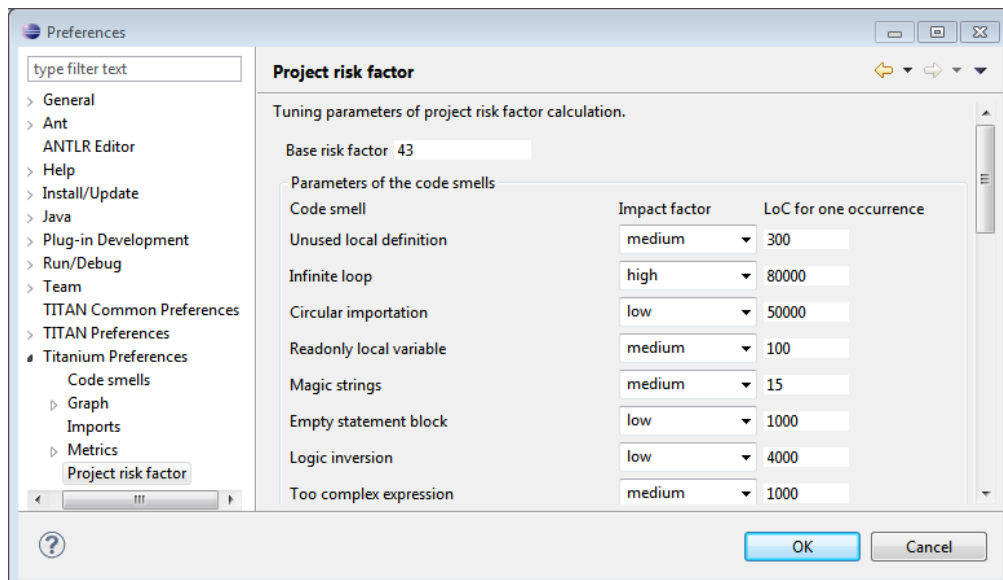 Preferences
type filter text
General
Ant
ANTLR Editor
Help
Install/Update
Java
Plug-in Development
Run/Debug
Team
TITAN Common Preferences
TITAN Preferences
Titanium Preferences
Code smells
Graph
Imports
Metrics
Project risk factor
Project risk factor
Tuning parameters of project risk factor calculation.
Base risk factor 43
Parameters of the code smells
Code smell Impact factor LoC for one occurrence
Unused local definition medium 300
Infinite loop high 80000
Circular importation low 50000
Readonly local variable medium 100
Magic strings medium 15
Empty statement block low 1000
Logic inversion low 4000
Too complex expression medium 1000
OK Cancel